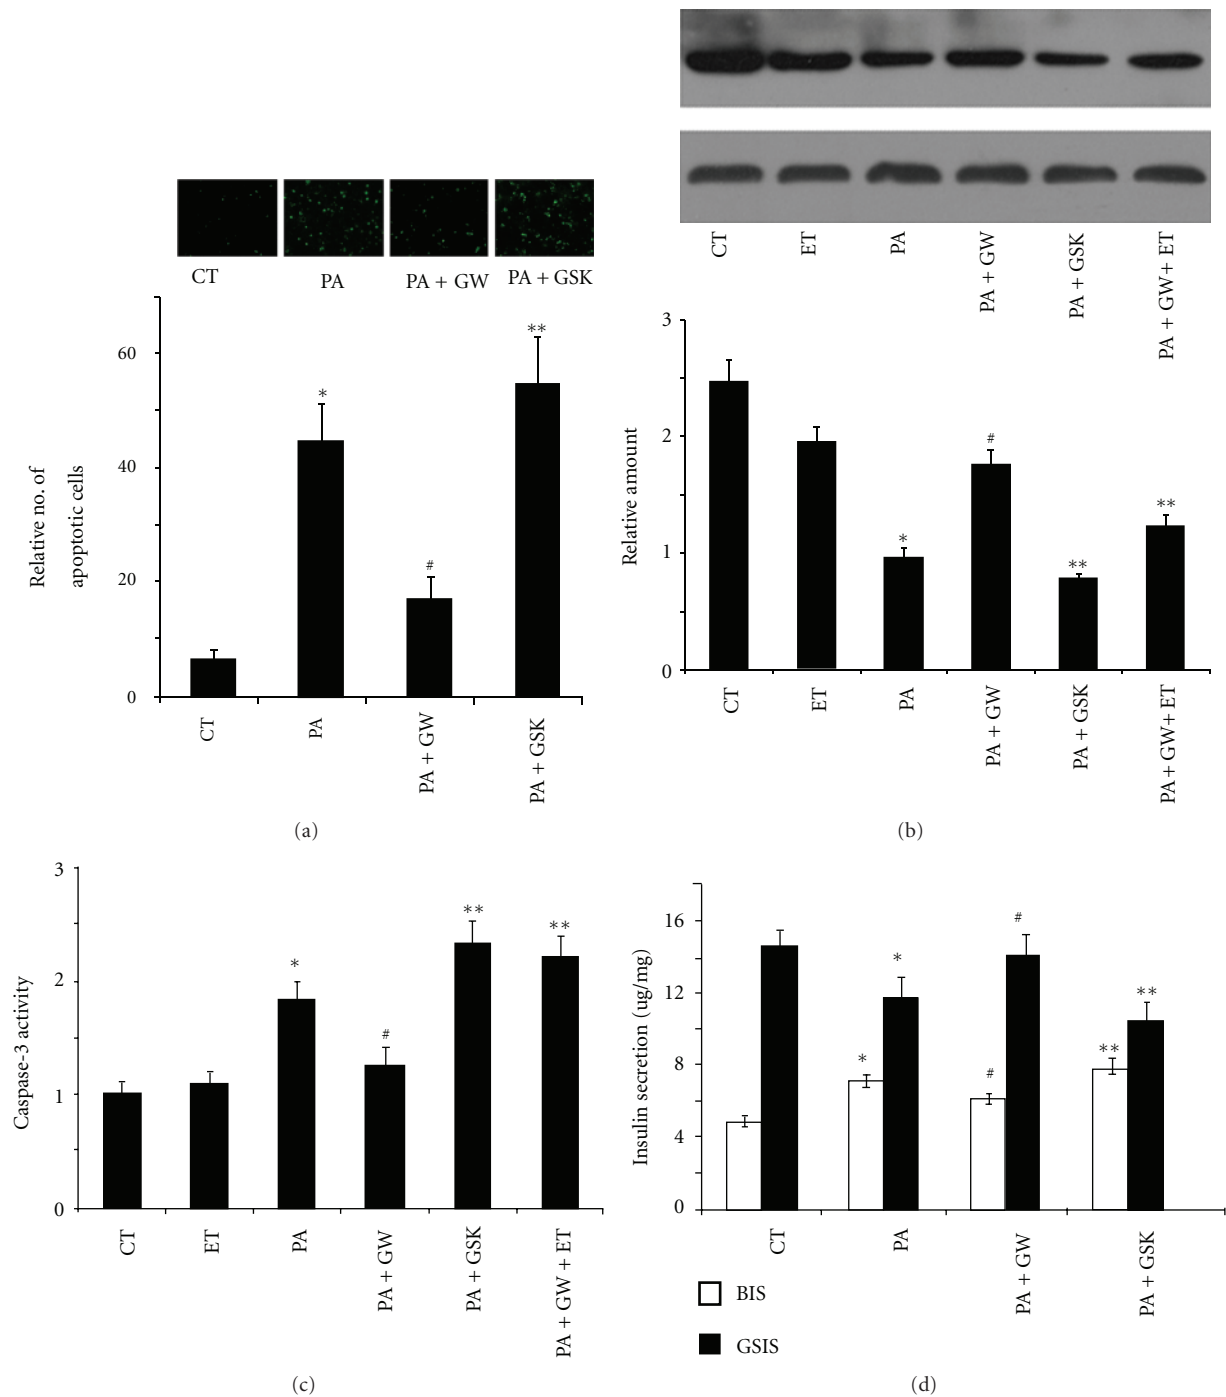 CT PA PA + GW PA + GSK
60
40
20
0
Relative no. of
apoptotic cells
*
#
**
CT PA PA + GW PA + GSK
(a)
CT ET PA PA + GW PA + GSK PA + GW+ ET
3
2
1
0
Relative amount
*
#
**
**
CT ET PA PA + GW PA + GSK PA + GW+ ET
(b)
3
2
1
0
Caspase-3 activity
*
#
**
**
CT ET PA PA + GW PA + GSK PA + GW + ET
(c)
16
12
8
4
0
Insulin secretion (ug/mg)
*
*
#
#
**
**
CT PA PA + GW PA + GSK
BIS
GSIS
(d)